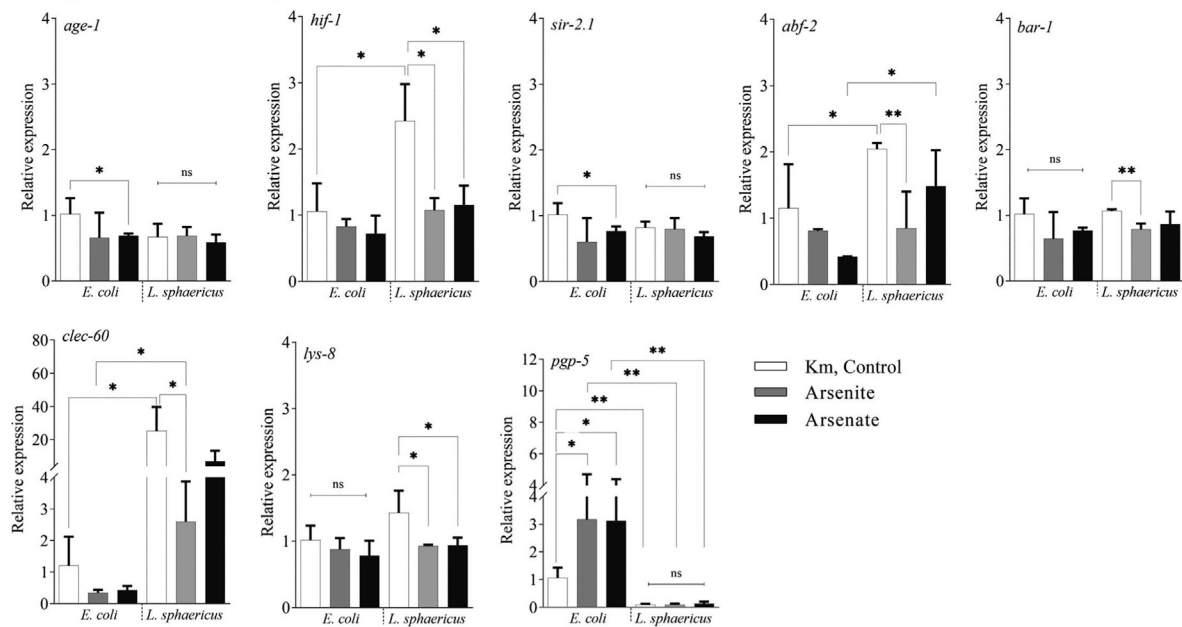 age-1
Relative expression
4
3
2
1
0
*
ns
E. coli
L. sphaericus
hif-1
Relative expression
4
3
2
1
0
*
*
*
E. coli
L. sphaericus
sir-2.1
Relative expression
4
3
2
1
0
*
ns
E. coli
L. sphaericus
abf-2
Relative expression
4
3
2
1
0
*
*
**
E. coli
L. sphaericus
bar-1
Relative expression
4
3
2
1
0
ns
**
E. coli
L. sphaericus
clec-60
Relative expression
80
60
40
20
4
3
2
1
0
*
*
*
E. coli
L. sphaericus
lys-8
Relative expression
4
3
2
1
0
ns
*
*
E. coli
L. sphaericus
pgp-5
Relative expression
12
10
8
6
4
4
3
2
1
0
**
**
**
*
*
ns
E. coli
L. sphaericus
Km, Control
Arsenite
Arsenate